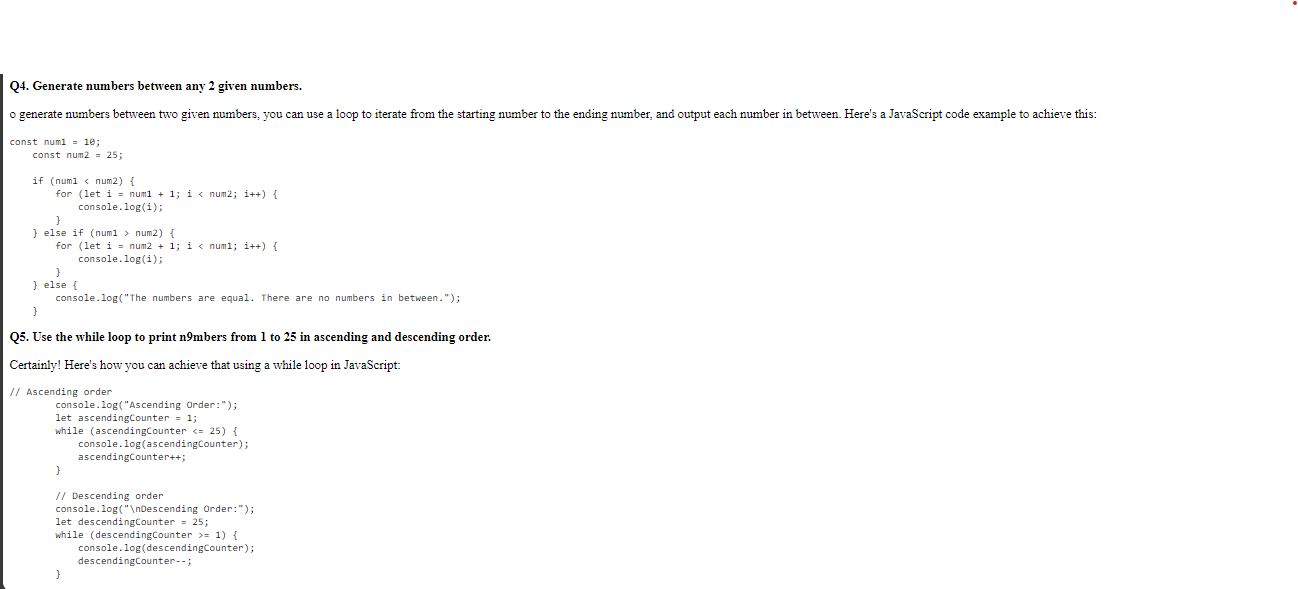 Q4. Generate numbers between any 2 given numbers.
o generate numbers between two given numbers, you can use a loop to iterate from the starting number to the ending number, and output each number in between. Here's a JavaScript code example to achieve this:
const num1 = 10;
    const num2 = 25;

    if (num1 < num2) {
        for (let i = num1 + 1; i < num2; i++) {
            console.log(i);
        }
    } else if (num1 > num2) {
        for (let i = num2 + 1; i < num1; i++) {
            console.log(i);
        }
    } else {
        console.log("The numbers are equal. There are no numbers in between.");
    }
Q5. Use the while loop to print n9mbers from 1 to 25 in ascending and descending order.
Certainly! Here's how you can achieve that using a while loop in JavaScript:
// Ascending order
        console.log("Ascending Order:");
        let ascendingCounter = 1;
        while (ascendingCounter <= 25) {
            console.log(ascendingCounter);
            ascendingCounter++;
        }

        // Descending order
        console.log("\nDescending Order:");
        let descendingCounter = 25;
        while (descendingCounter >= 1) {
            console.log(descendingCounter);
            descendingCounter--;
        }